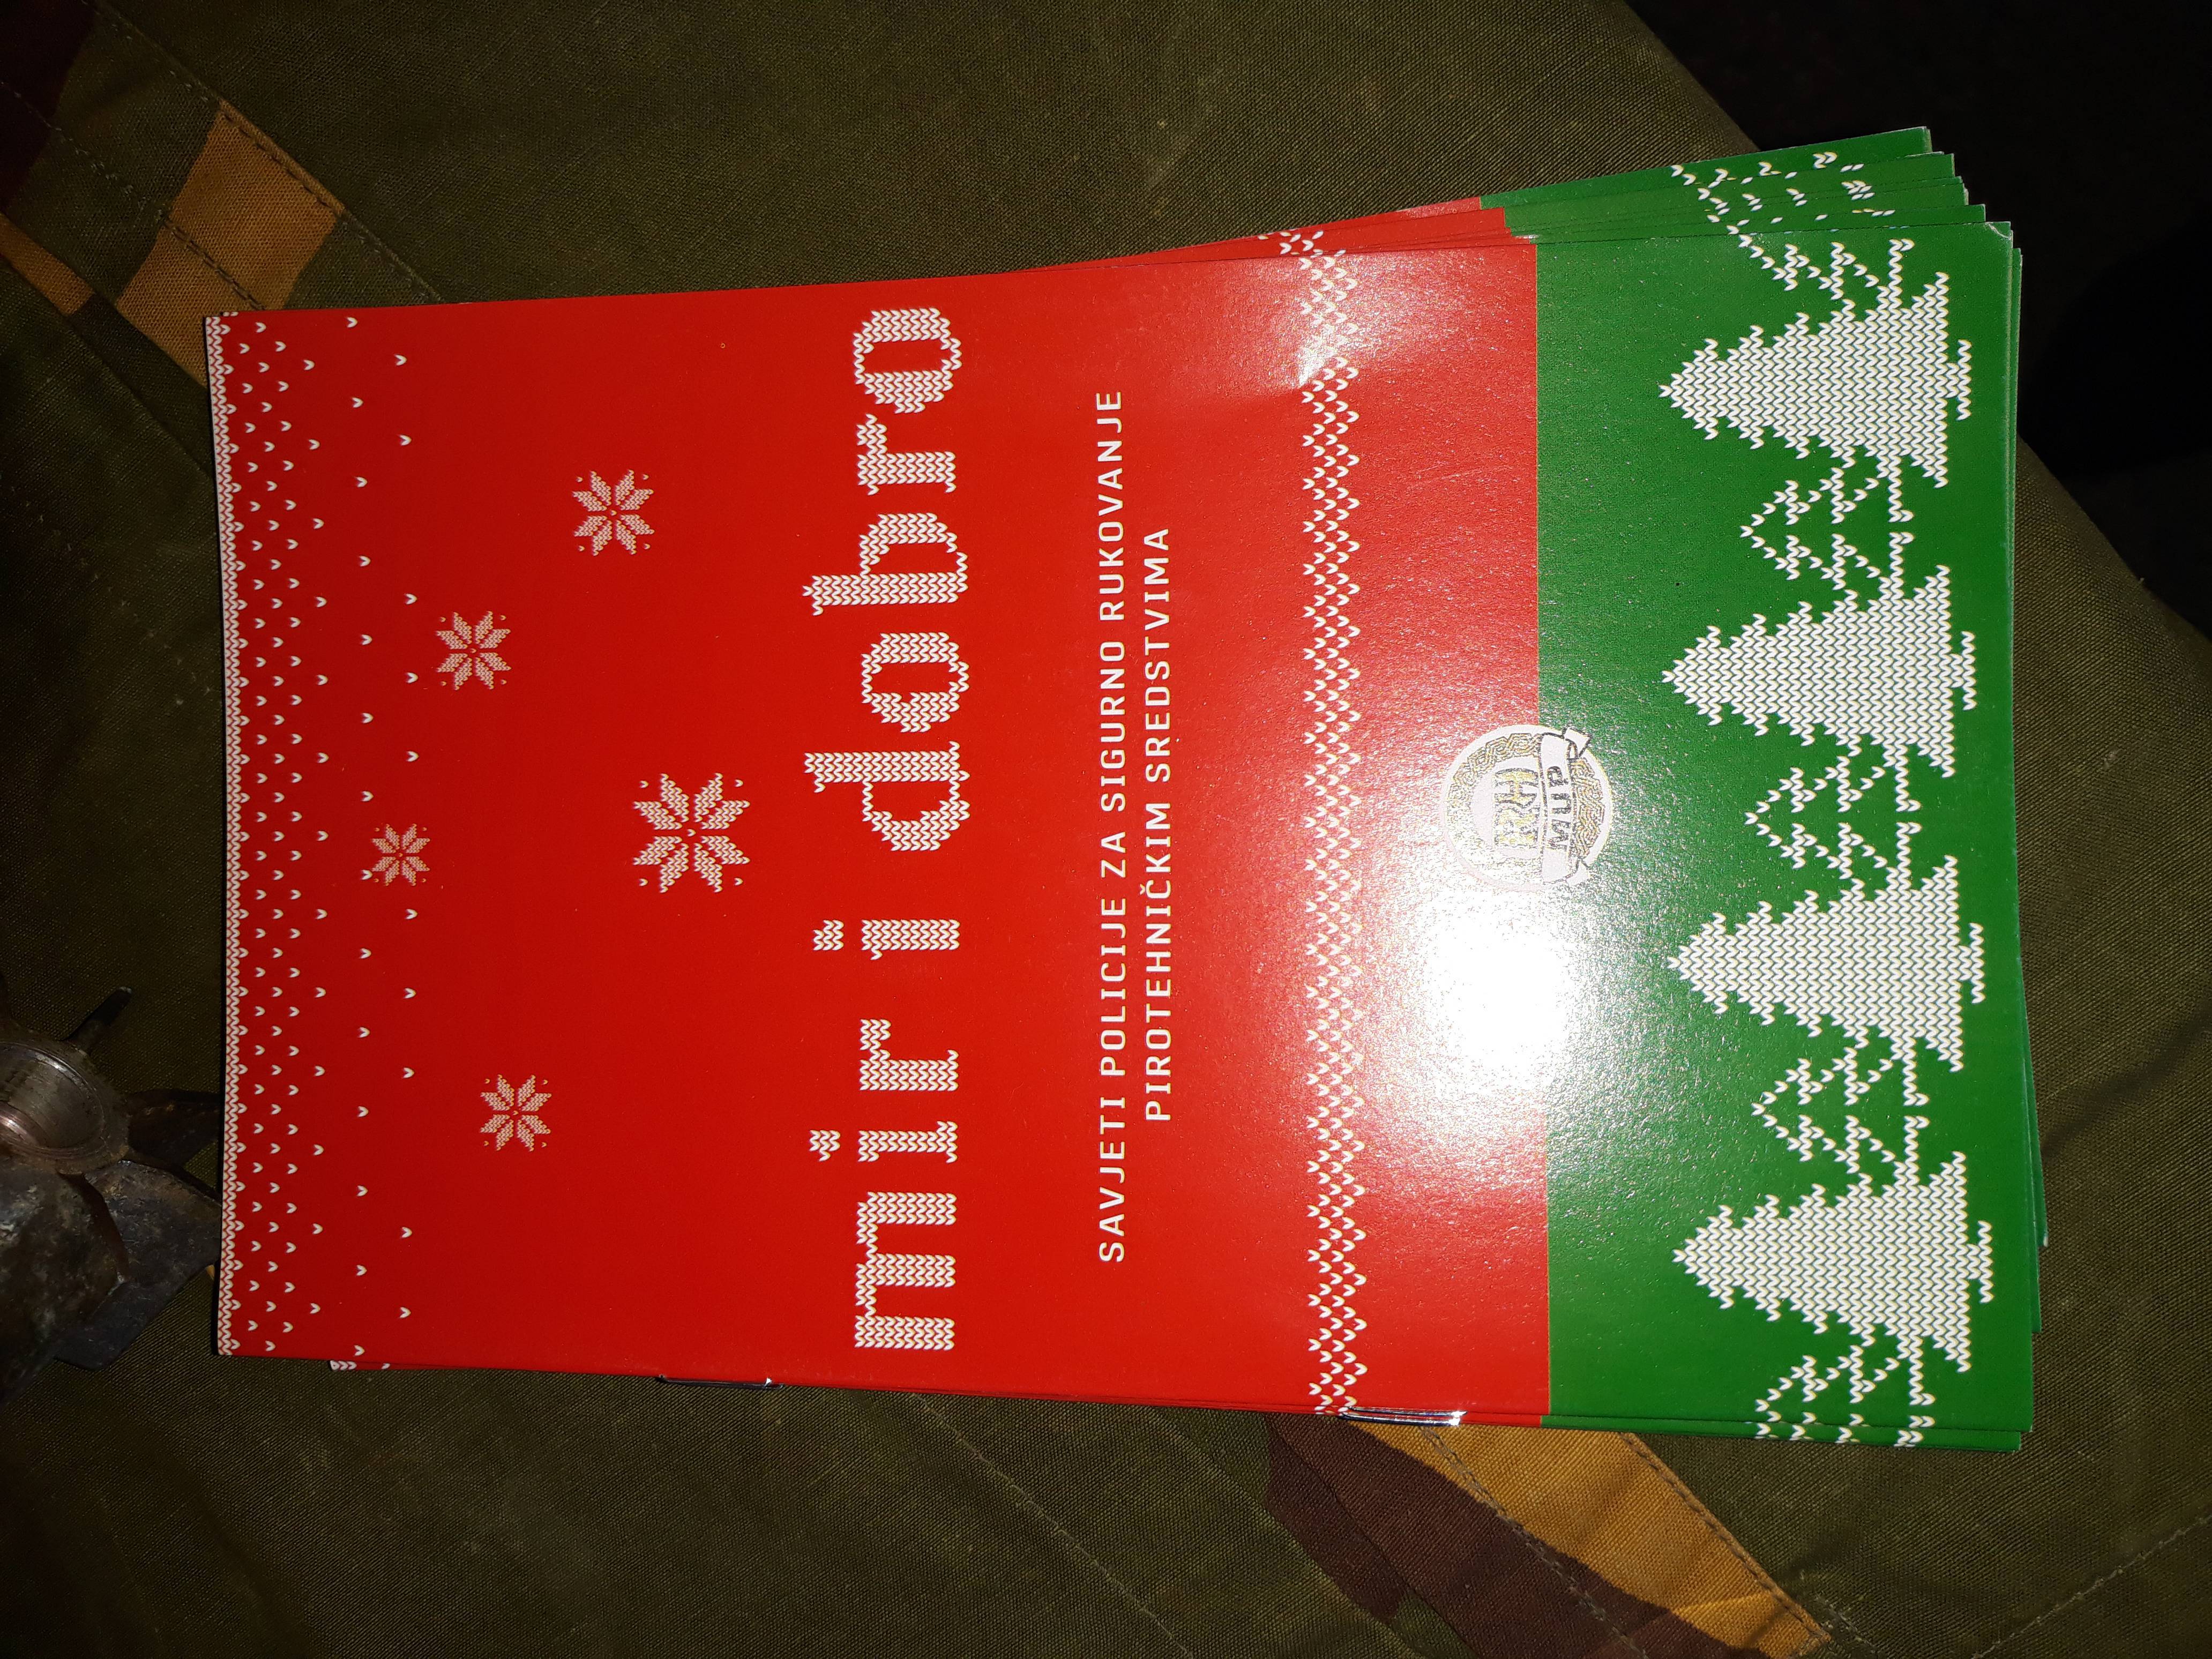 mir i dobro
SAVJETI POLICIJE ZA SIGURNO RUKOVANJE
PIROTEHNIČKIM SREDSTVIMA
RH
MUP